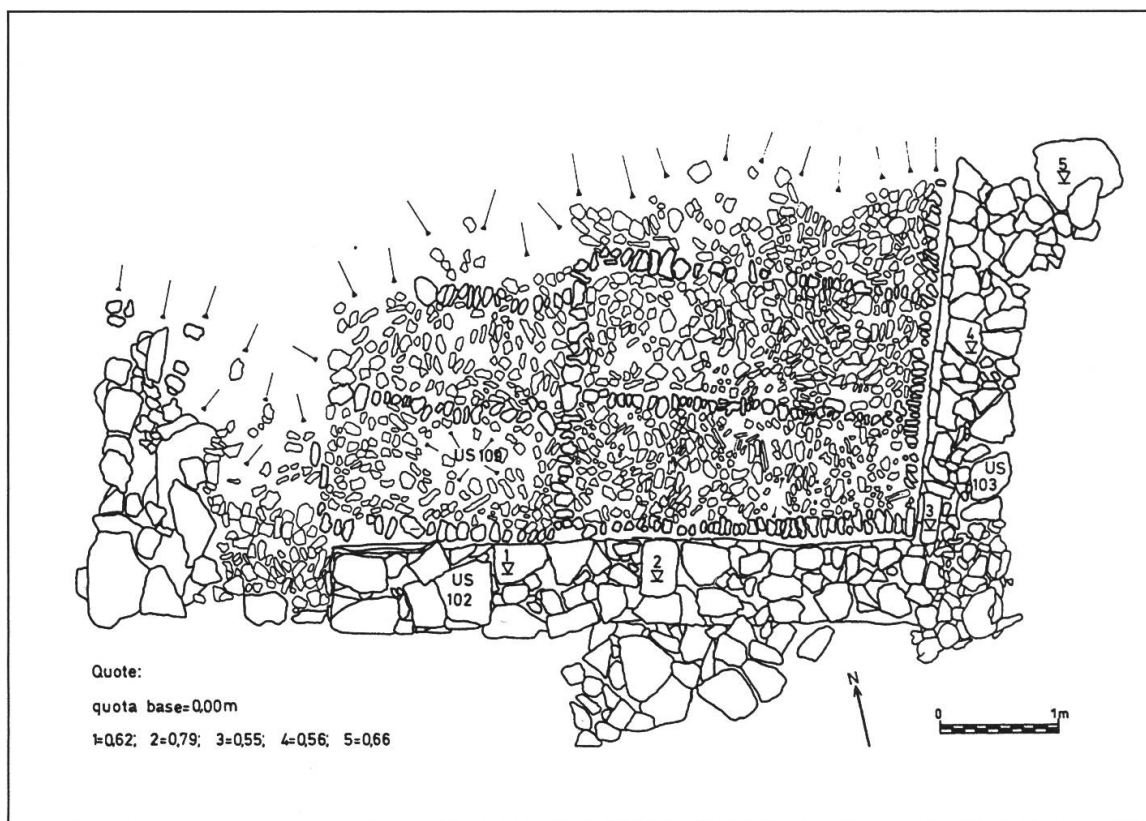 5
4
US
103
3
US 109
1
2
US
102
N
0 1m
Quote:
quota base=0,00m
1=0,62; 2=0,79; 3=0,55; 4=0,56; 5=0,66